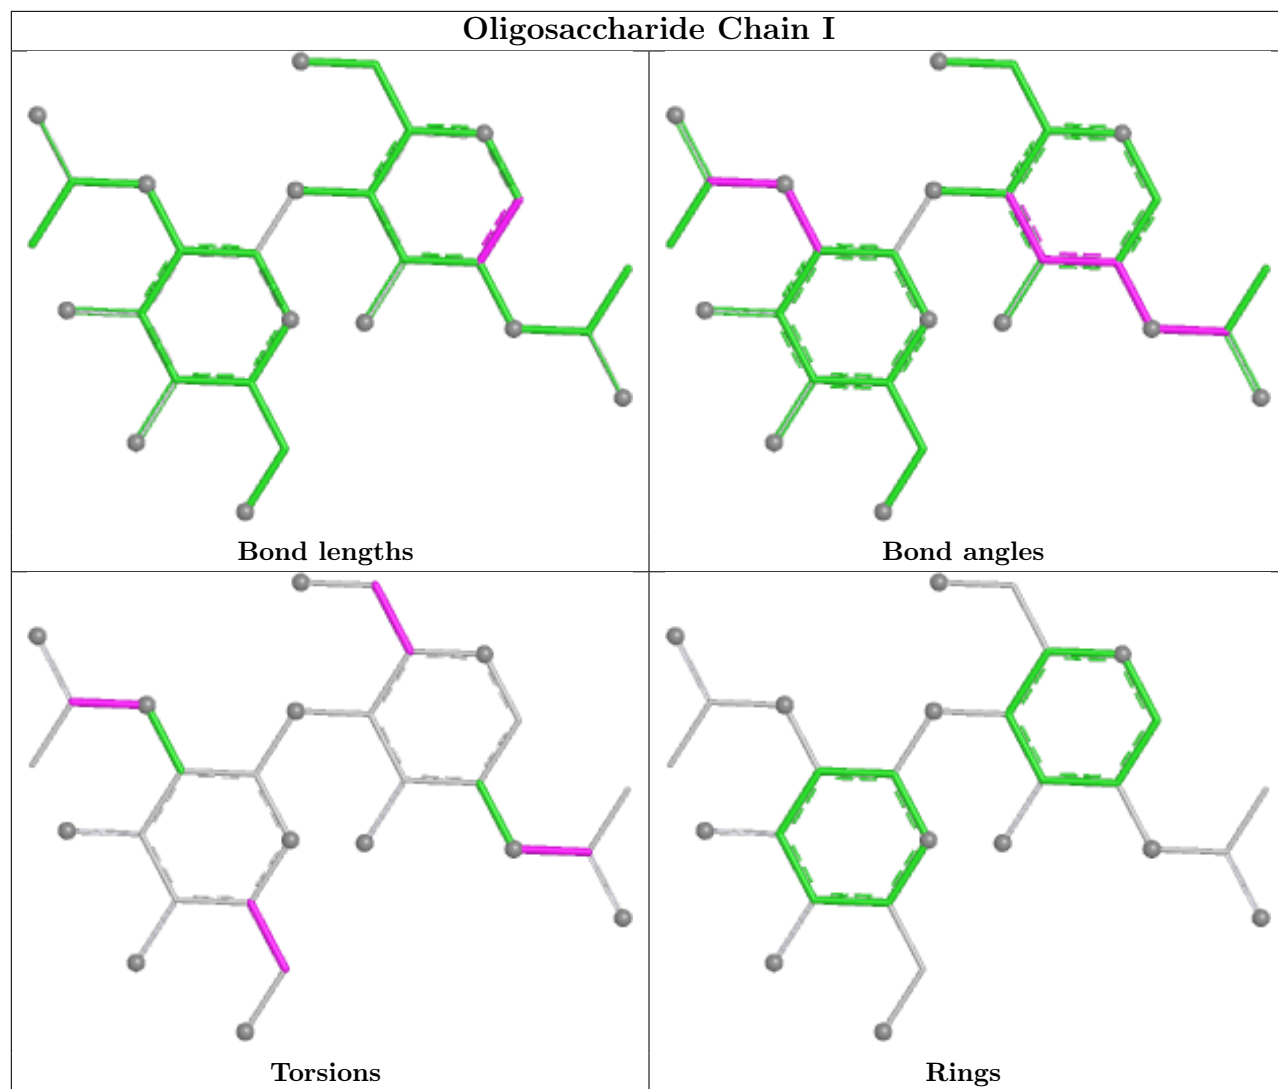 Oligosaccharide Chain I
Bond lengths
Bond angles
Torsions
Rings